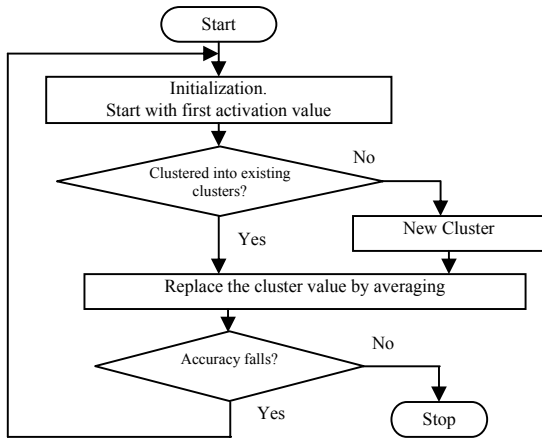 Start
Initialization.
Start with first activation value
Clustered into existing
clusters?
No
Yes
New Cluster
Replace the cluster value by averaging
Accuracy falls?
No
Yes
Stop